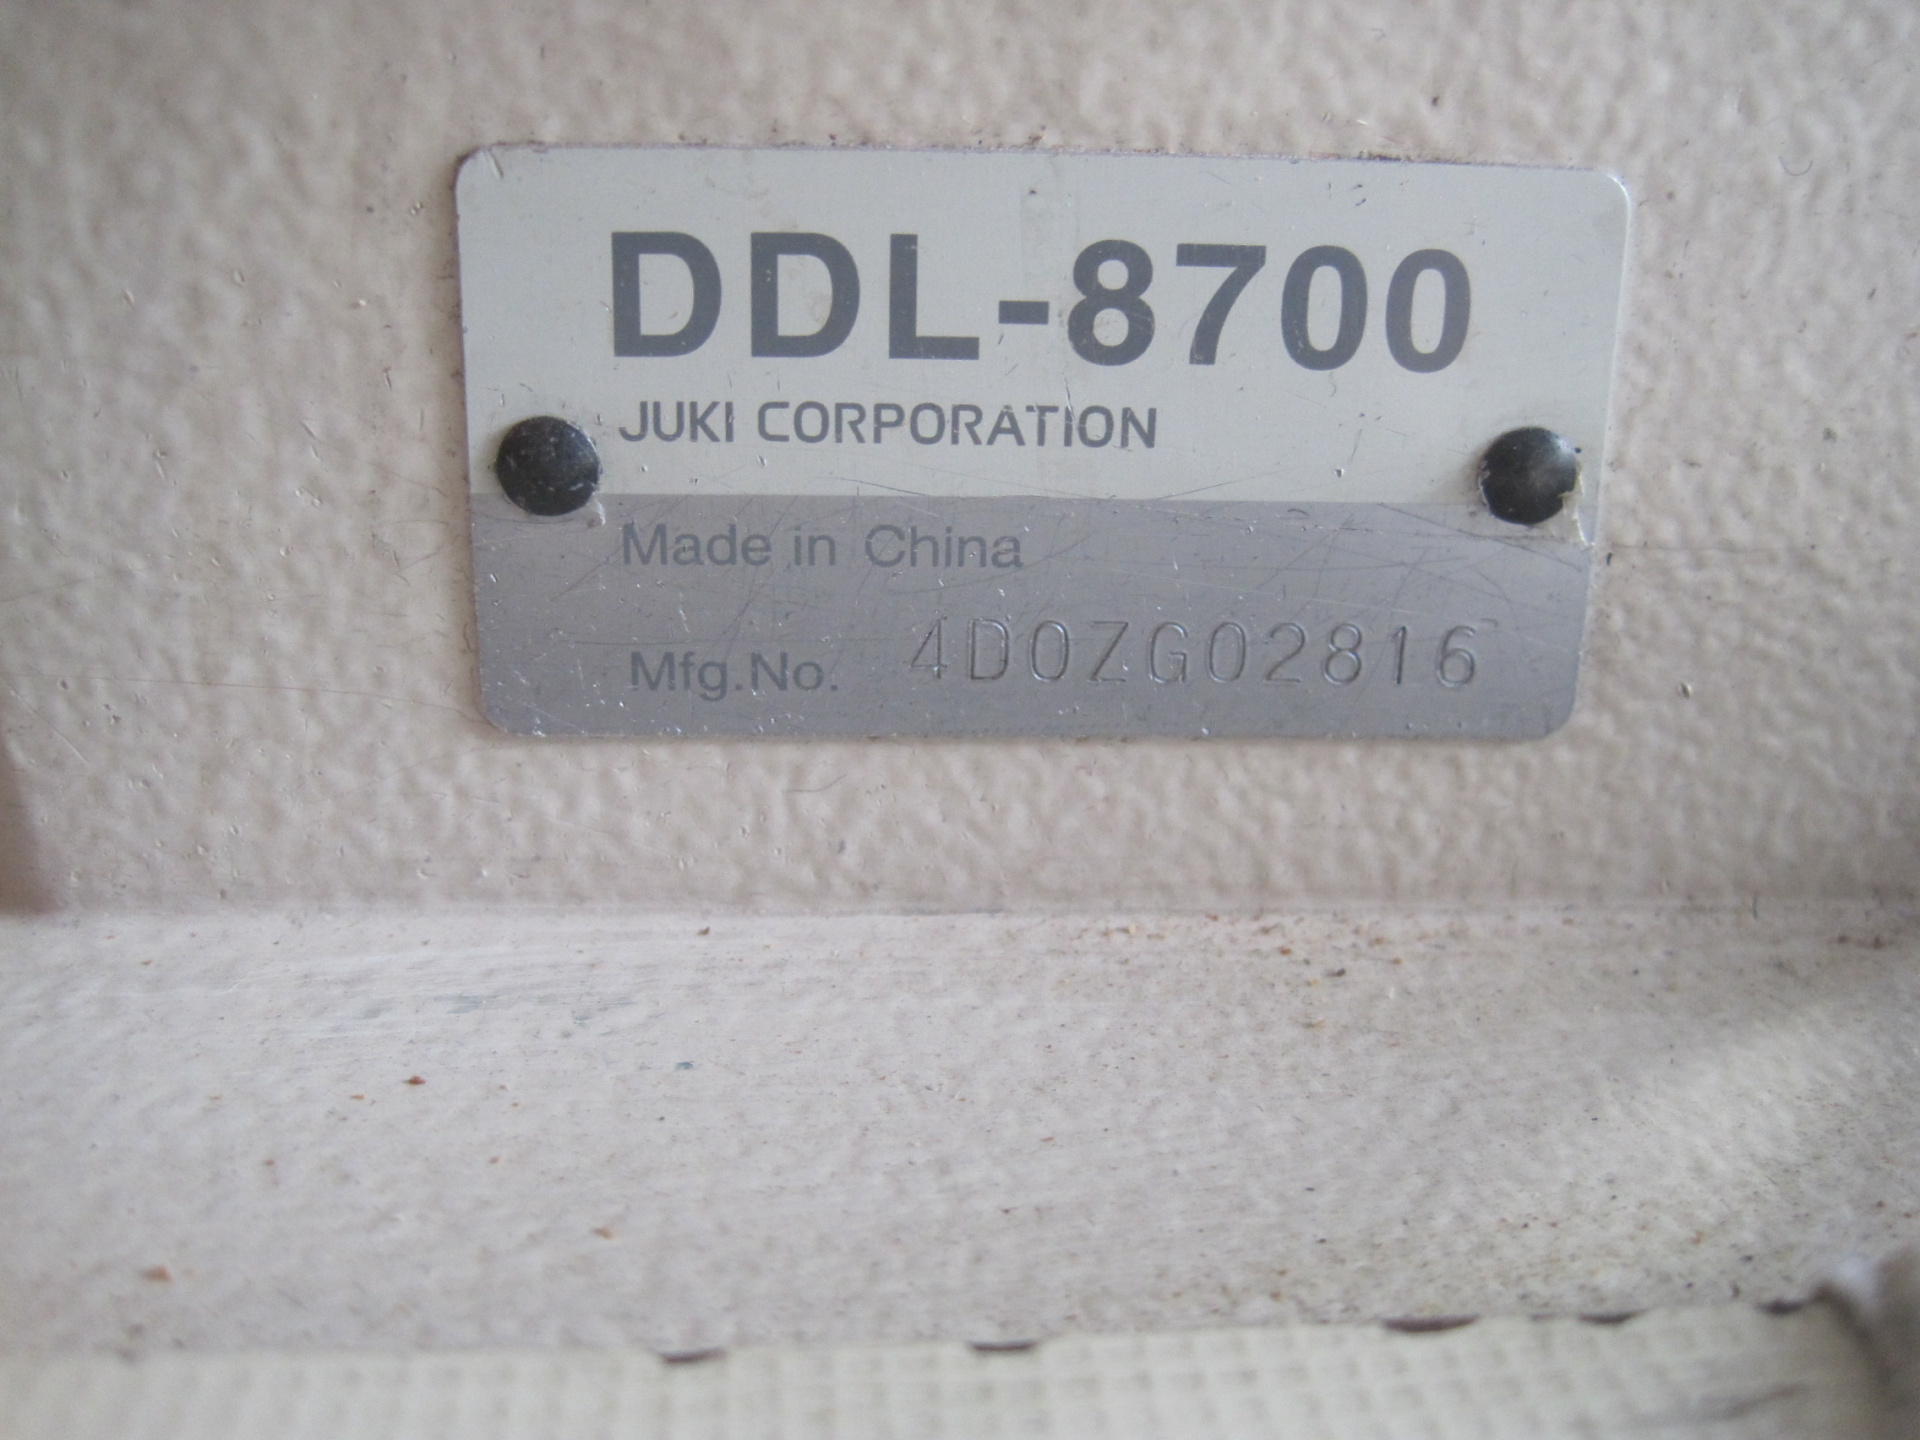 DDL-8700
JUKI CORPORATION
Made in China
Mfg.No. 4D0ZG02816